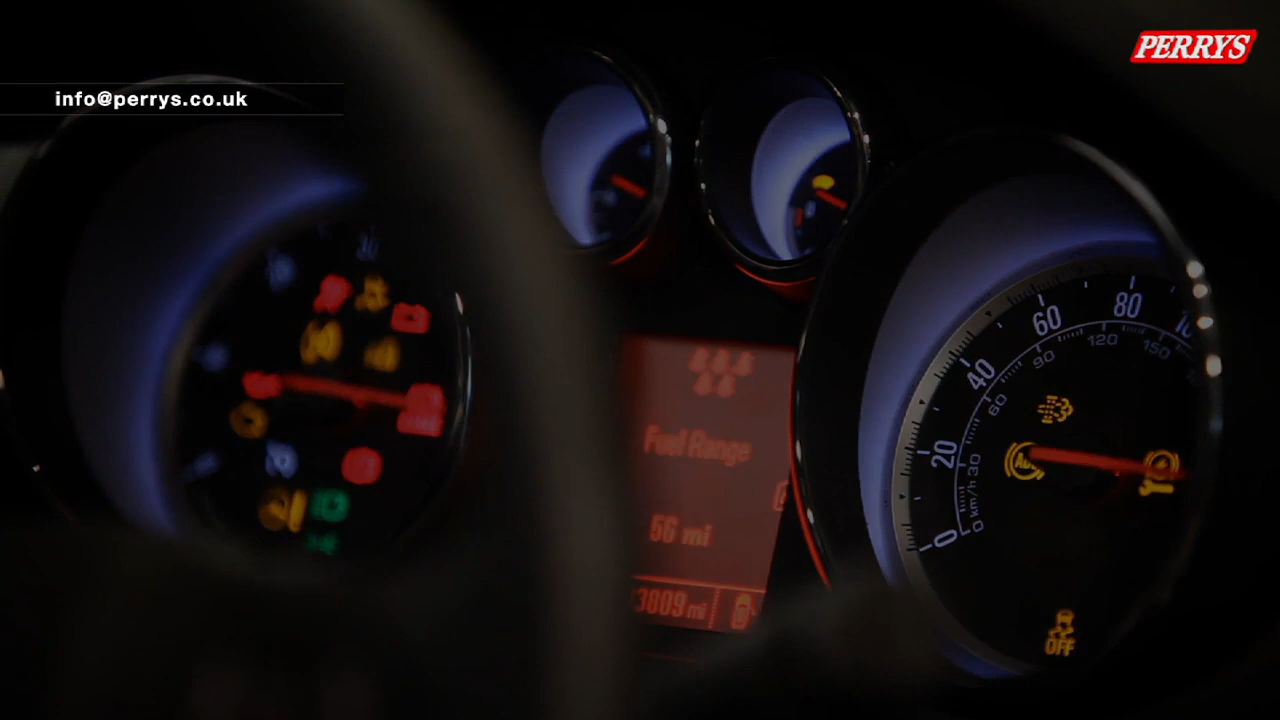 PERRYS
info@perrys.co.uk
80
60
120
150
90
40
60
Fuel Range
20
30
km/h
56 mi
0
0
3809 mi
OFF